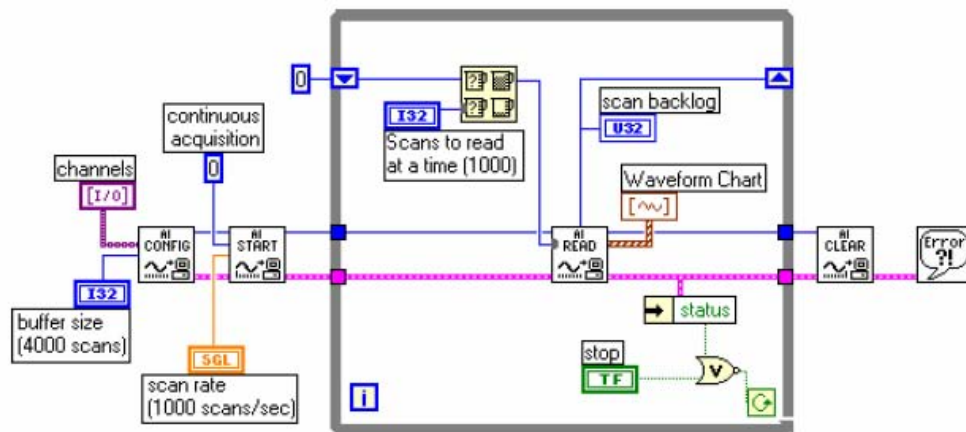 0
continuous
acquisition
0
channels
[I/O]
AI
CONFIG
AI
START
I32
buffer size
(4000 scans)
SGL
scan rate
(1000 scans/sec)
I32
Scans to read
at a time (1000)
scan backlog
U32
Waveform Chart
AI
READ
status
stop
TF
V
i
AI
CLEAR
Error
?!